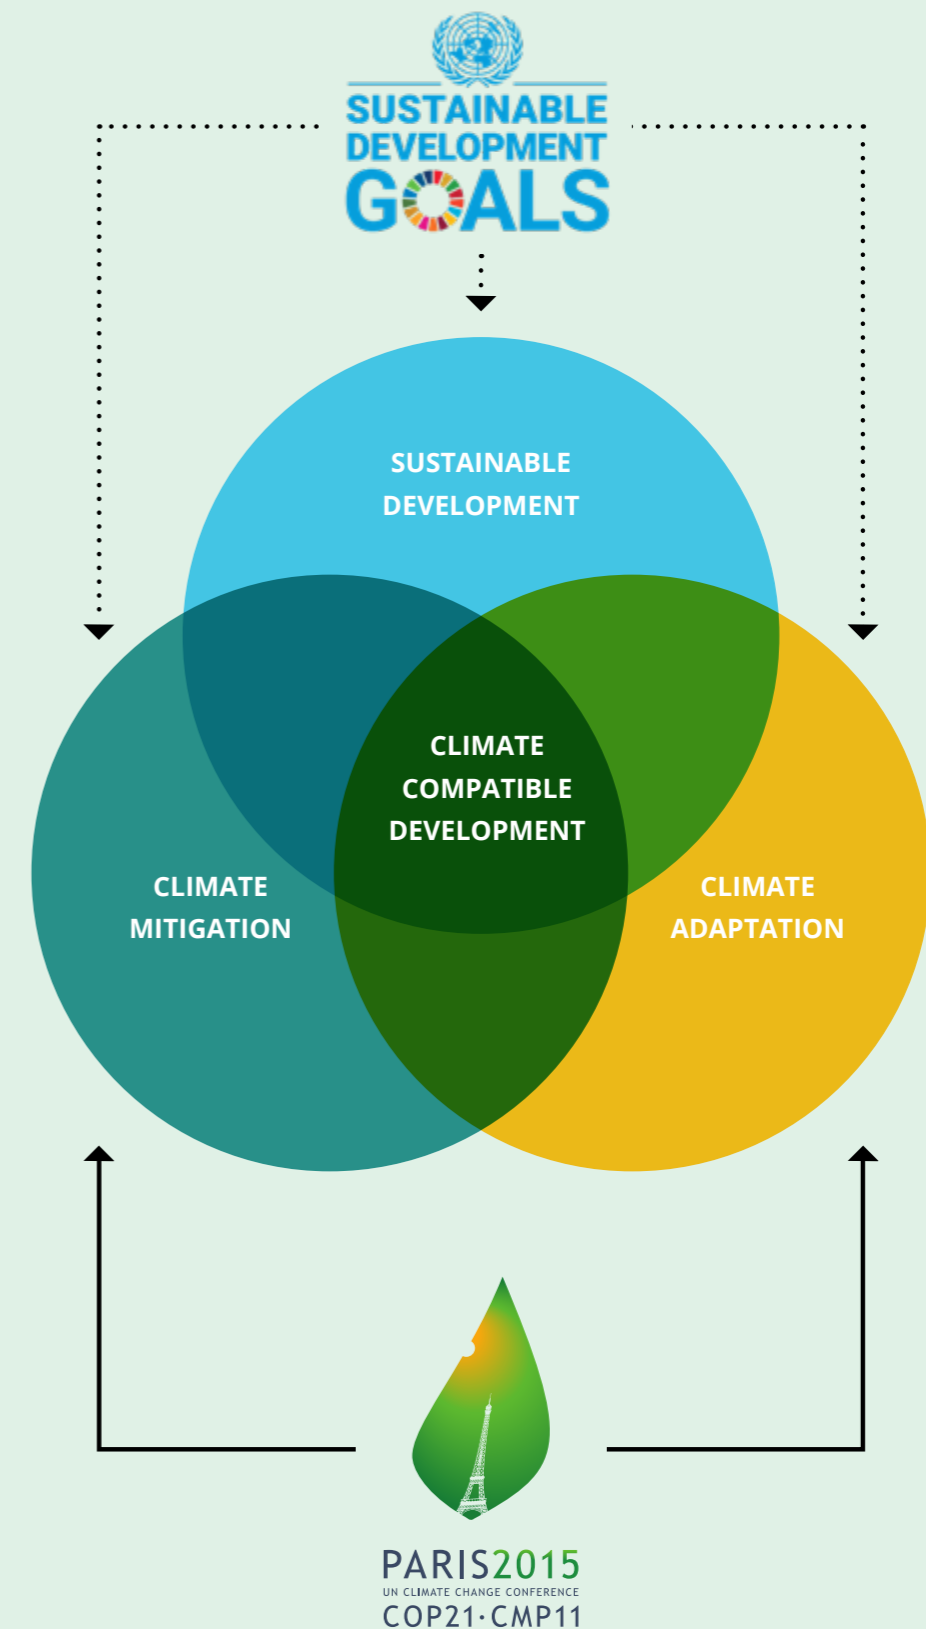 SUSTAINABLE
DEVELOPMENT
GOALS
SUSTAINABLE
DEVELOPMENT
CLIMATE
COMPATIBLE
DEVELOPMENT
CLIMATE
MITIGATION
CLIMATE
ADAPTATION
PARIS2015
UN CLIMATE CHANGE CONFERENCE
COP21·CMP11